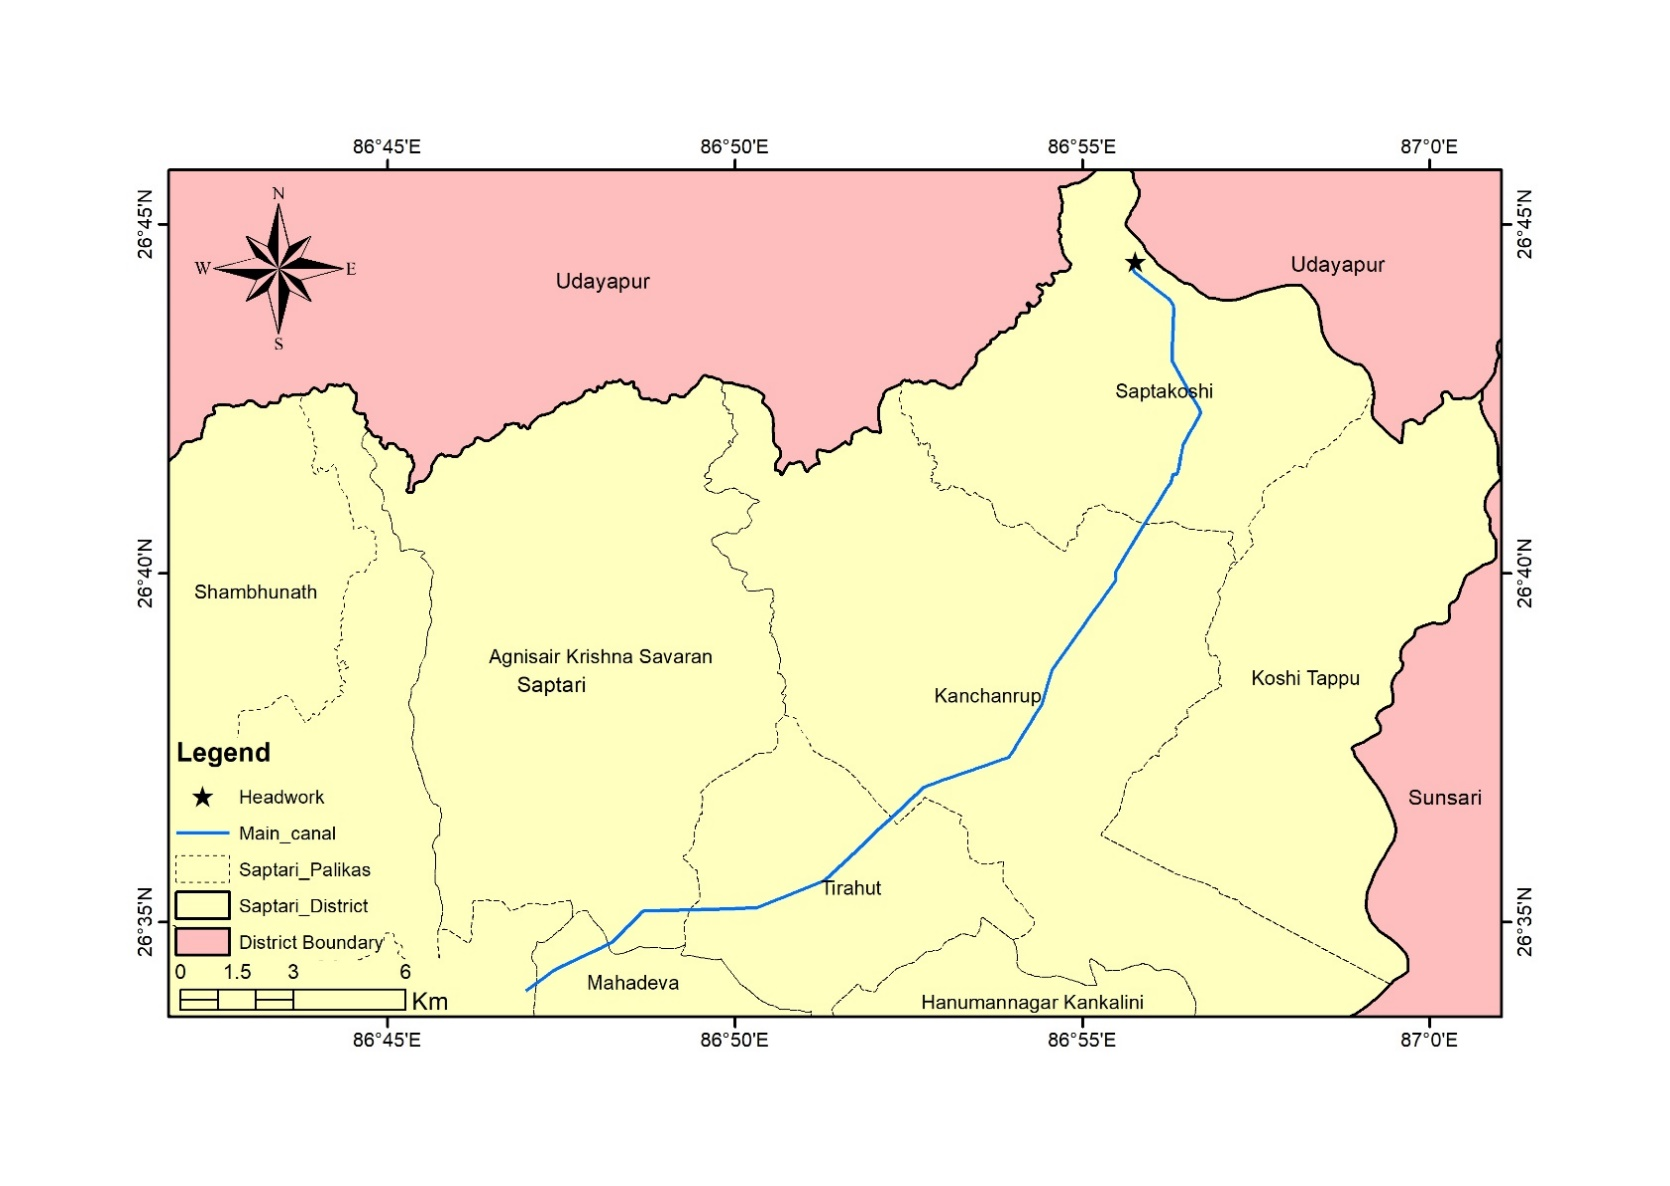 86°45'E 86°50'E 86°55'E 87°0'E
26°45'N
26°45'N
N
W E
S
Udayapur
Udayapur
Saptakoshi
26°40'N
26°40'N
Shambhunath
Agnisair Krishna Savaran
Saptari
Koshi Tappu
Kanchanrup
Legend
Headwork
Main_canal
Saptari_Palikas
Saptari_District
District Boundary
Sunsari
Tirahut
26°35'N
26°35'N
0 1.5 3 6
Km
Mahadeva
Hanumannagar Kankalini
86°45'E 86°50'E 86°55'E 87°0'E